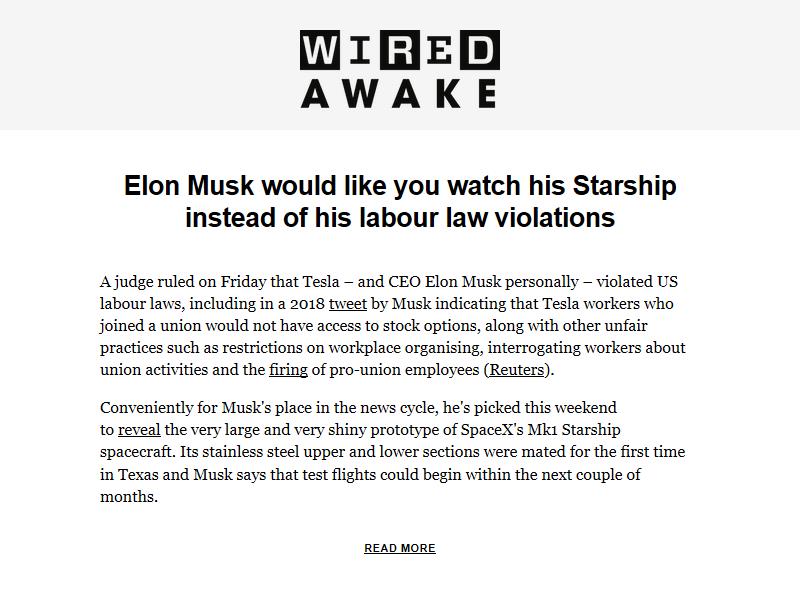 WIRED
AWAKE
Elon Musk would like you watch his Starship
instead of his labour law violations
A judge ruled on Friday that Tesla – and CEO Elon Musk personally – violated US
labour laws, including in a 2018 tweet by Musk indicating that Tesla workers who
joined a union would not have access to stock options, along with other unfair
practices such as restrictions on workplace organising, interrogating workers about
union activities and the firing of pro-union employees (Reuters).
Conveniently for Musk's place in the news cycle, he's picked this weekend
to reveal the very large and very shiny prototype of SpaceX's Mk1 Starship
spacecraft. Its stainless steel upper and lower sections were mated for the first time
in Texas and Musk says that test flights could begin within the next couple of
months.
READ MORE